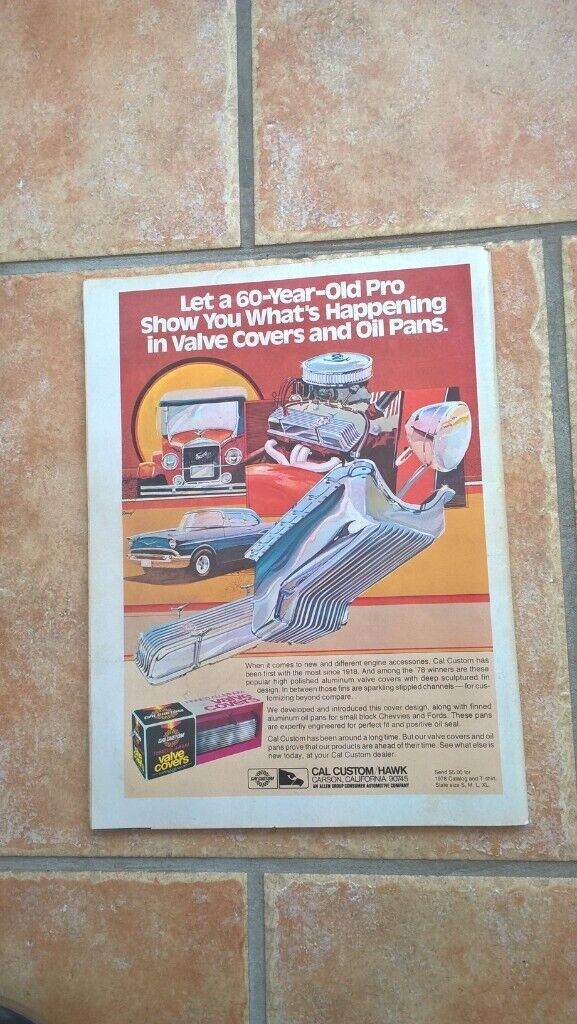 Let a 60-Year-Old Pro
Show You What's Happening
in Valve Covers and Oil Pans.
When it comes to new and different engine accessories, Cal Custom has
been first with the most since 1918. And among the '78 winners are these
popular high polished aluminum valve covers with deep sculptured fin
design. In between those fins are sparkling stippled channels — for cus-
tomizing beyond compare.
We developed and introduced this cover design, along with finned
aluminum oil pans for small block Chevvies and Fords. These pans
are expertly engineered for perfect fit and positive oil seal.
Cal Custom has been around a long time. But our valve covers and oil
pans prove that our products are ahead of their time. See what else is
new today, at your Cal Custom dealer.
CAL CUSTOM
valve
covers
COVERS
CAL CUSTOM
CAL CUSTOM/HAWK
CARSON, CALIFORNIA 90745
AN ALLEN GROUP CONSUMER AUTOMOTIVE COMPANY
Send $5.00 for
1978 Catalog and T shirt.
State size S, M, L, XL.